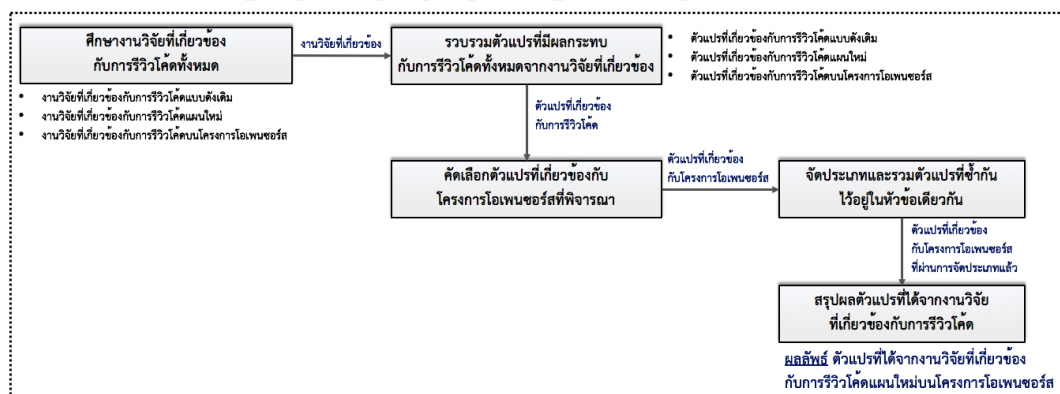 ศึกษางานวิจัยที่เกี่ยวข้อง
กับการรีวิวโค้ดทั้งหมด
งานวิจัยที่เกี่ยวข้อง
รวบรวมตัวแปรที่มีผลกระทบ
กับการรีวิวโค้ดทั้งหมดจากงานวิจัยที่เกี่ยวข้อง
• ตัวแปรที่เกี่ยวข้องกับการรีวิวโค้ดแบบดั้งเดิม
• ตัวแปรที่เกี่ยวข้องกับการรีวิวโค้ดแผนใหม่
• ตัวแปรที่เกี่ยวข้องกับการรีวิวโค้ดบนโครงการโอเพนซอร์ส
• งานวิจัยที่เกี่ยวข้องกับการรีวิวโค้ดแบบดั้งเดิม
• งานวิจัยที่เกี่ยวข้องกับการรีวิวโค้ดแผนใหม่
• งานวิจัยที่เกี่ยวข้องกับการรีวิวโค้ดบนโครงการโอเพนซอร์ส
ตัวแปรที่เกี่ยวข้อง
กับการรีวิวโค้ด
คัดเลือกตัวแปรที่เกี่ยวข้องกับ
โครงการโอเพนซอร์สที่พิจารณา
ตัวแปรที่เกี่ยวข้อง
กับโครงการโอเพนซอร์ส
จัดประเภทและรวมตัวแปรที่ซ้ำกัน
ไว้อยู่ในหัวข้อเดียวกัน
ตัวแปรที่เกี่ยวข้อง
กับโครงการโอเพนซอร์ส
ที่ผ่านการจัดประเภทแล้ว
สรุปผลตัวแปรที่ได้จากงานวิจัย
ที่เกี่ยวข้องกับการรีวิวโค้ด
ผลลัพธ์ ตัวแปรที่ได้จากงานวิจัยที่เกี่ยวข้อง
กับการรีวิวโค้ดแผนใหม่บนโครงการโอเพนซอร์ส